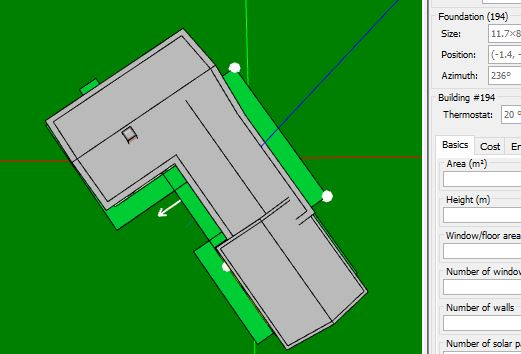 Foundation (194)
Size: 11.7×8
Position: (-1.4, -
Azimuth: 236º
Building #194
Thermostat: 20 º
Basics Cost En
Area (m²)
Height (m)
Window/floor area
Number of window
Number of walls
Number of solar p